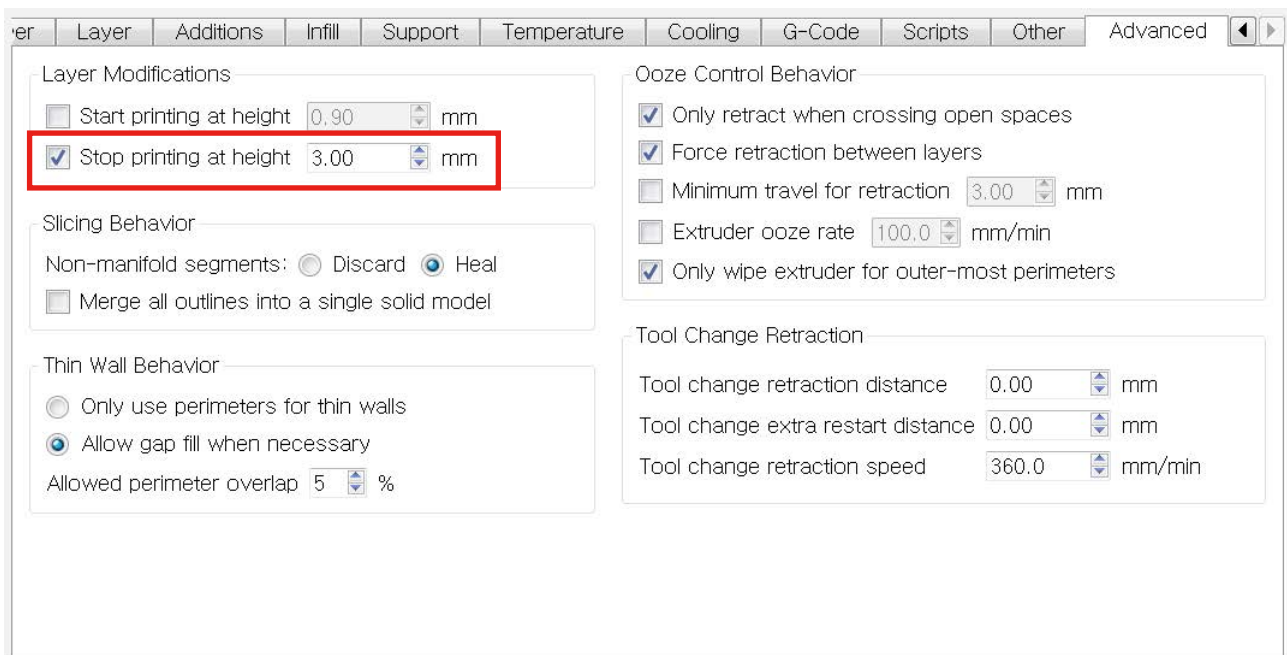 er Layer Additions Infill Support Temperature Cooling G-Code Scripts Other Advanced
Layer Modifications
Start printing at height 0.90 mm
Stop printing at height 3.00 mm
Slicing Behavior
Non-manifold segments: Discard Heal
Merge all outlines into a single solid model
Thin Wall Behavior
Only use perimeters for thin walls
Allow gap fill when necessary
Allowed perimeter overlap 5 %
Ooze Control Behavior
Only retract when crossing open spaces
Force retraction between layers
Minimum travel for retraction 3.00 mm
Extruder ooze rate 100.0 mm/min
Only wipe extruder for outer-most perimeters
Tool Change Retraction
Tool change retraction distance 0.00 mm
Tool change extra restart distance 0.00 mm
Tool change retraction speed 360.0 mm/min